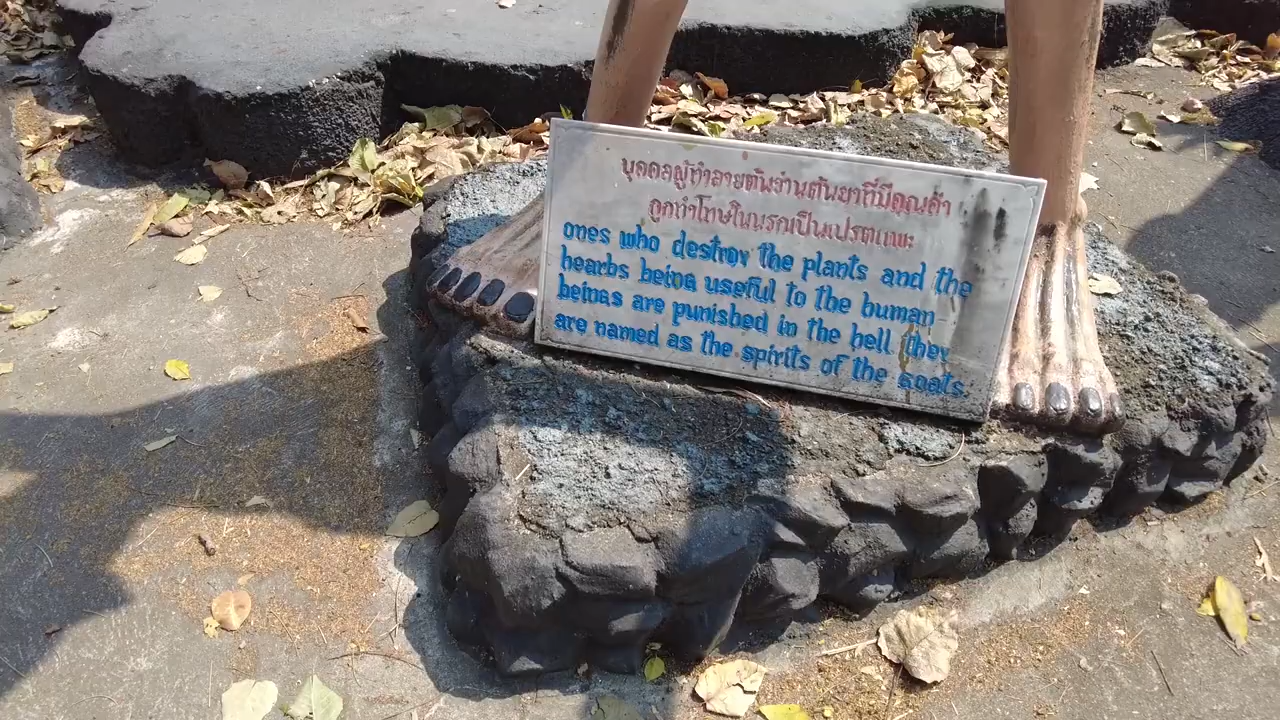 บุคคลผู้ทำลายต้นว่านต้นยาที่มีคุณค่า
ถูกทำโทษในนรกเป็นเปรตแพะ
ones who destroy the plants and the
hearbs being useful to the human
beings are punished in the hell they
are named as the spirits of the goats.